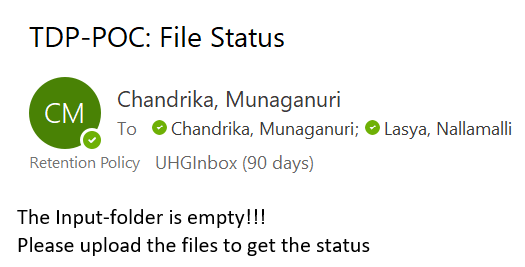 TDP-POC: File Status
CM
Chandrika, Munaganuri
To Chandrika, Munaganuri; Lasya, Nallamalli
Retention Policy UHGInbox (90 days)
The Input-folder is empty!!!
Please upload the files to get the status